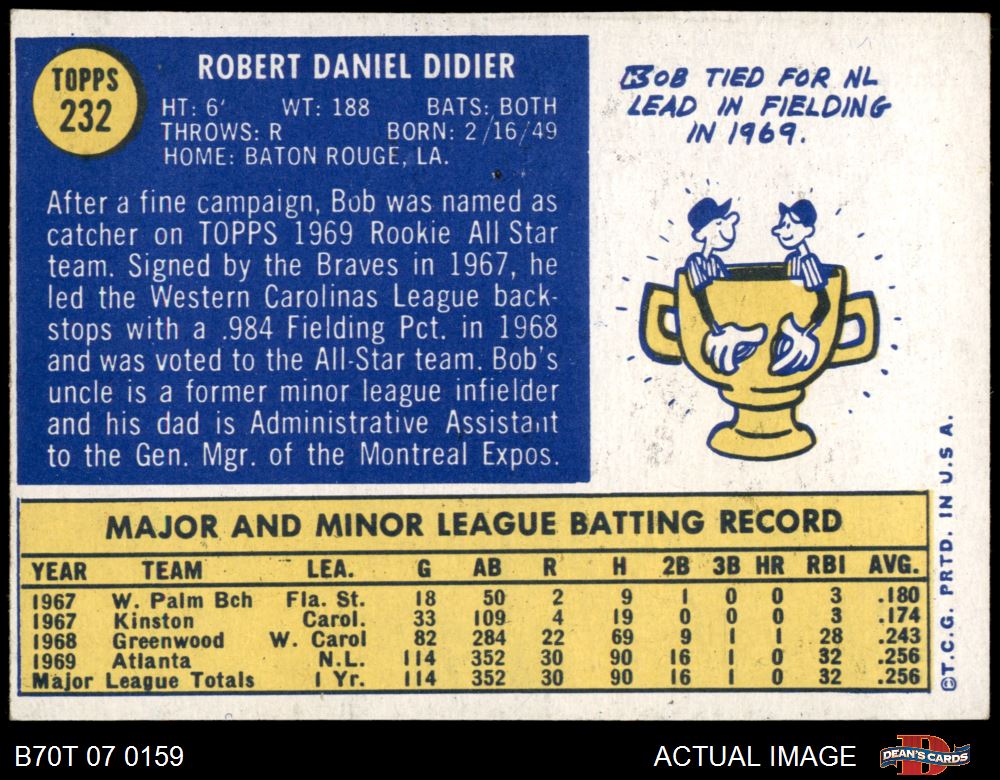 TOPPS
232
ROBERT DANIEL DIDIER
HT: 6' WT: 188 BATS: BOTH
THROWS: R BORN: 2/16/49
HOME: BATON ROUGE, LA.
After a fine campaign, Bob was named as
catcher on TOPPS 1969 Rookie All Star
team. Signed by the Braves in 1967, he
led the Western Carolinas League back-
stops with a .984 Fielding Pct. in 1968
and was voted to the All-Star team. Bob's
uncle is a former minor league infielder
and his dad is Administrative Assistant
to the Gen. Mgr. of the Montreal Expos.
BOB TIED FOR NL
LEAD IN FIELDING
IN 1969.
MAJOR AND MINOR LEAGUE BATTING RECORD
YEAR TEAM LEA. G AB R H 2B 3B HR RBI AVG.
1967 W. Palm Bch Fla. St. 18 50 2 9 1 0 0 3 .180
1967 Kinston Carol. 33 109 4 19 0 0 0 3 .174
1968 Greenwood W. Carol 82 284 22 69 9 1 1 28 .243
1969 Atlanta N.L. 114 352 30 90 16 1 0 32 .256
Major League Totals 1 Yr. 114 352 30 90 16 1 0 32 .256
©T.C.G. PRTD. IN U.S A.
B70T 07 0159
ACTUAL IMAGE
DEAN'S CARDS